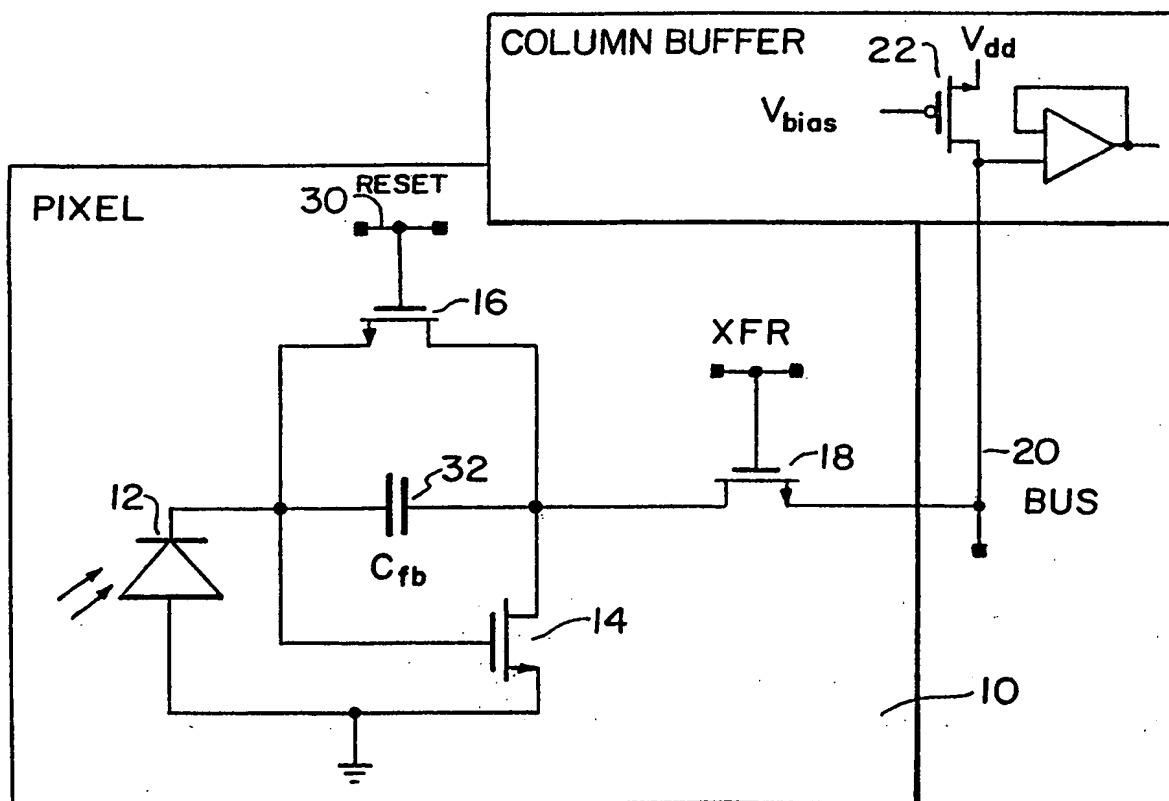 COLUMN BUFFER
22
Vdd
Vbias
PIXEL
RESET
30
16
XFR
18
20
BUS
12
32
Cfb
14
10